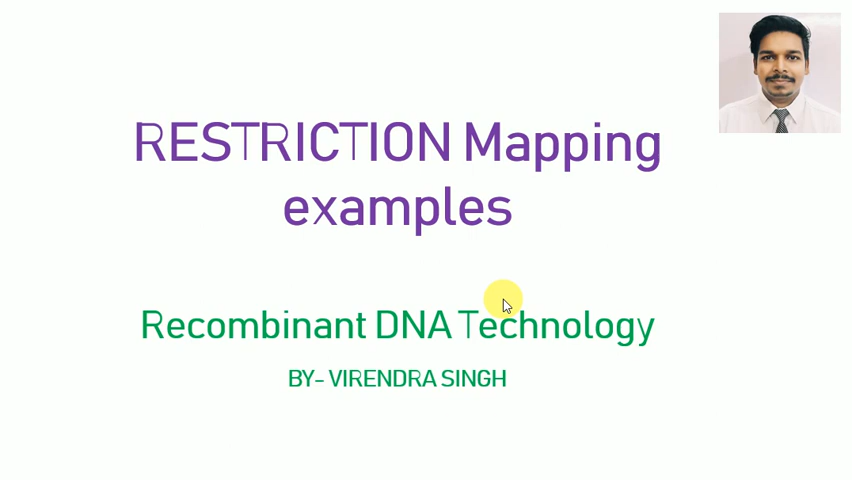 RESTRICTION Mapping
examples
Recombinant DNA Technology
BY- VIRENDRA SINGH